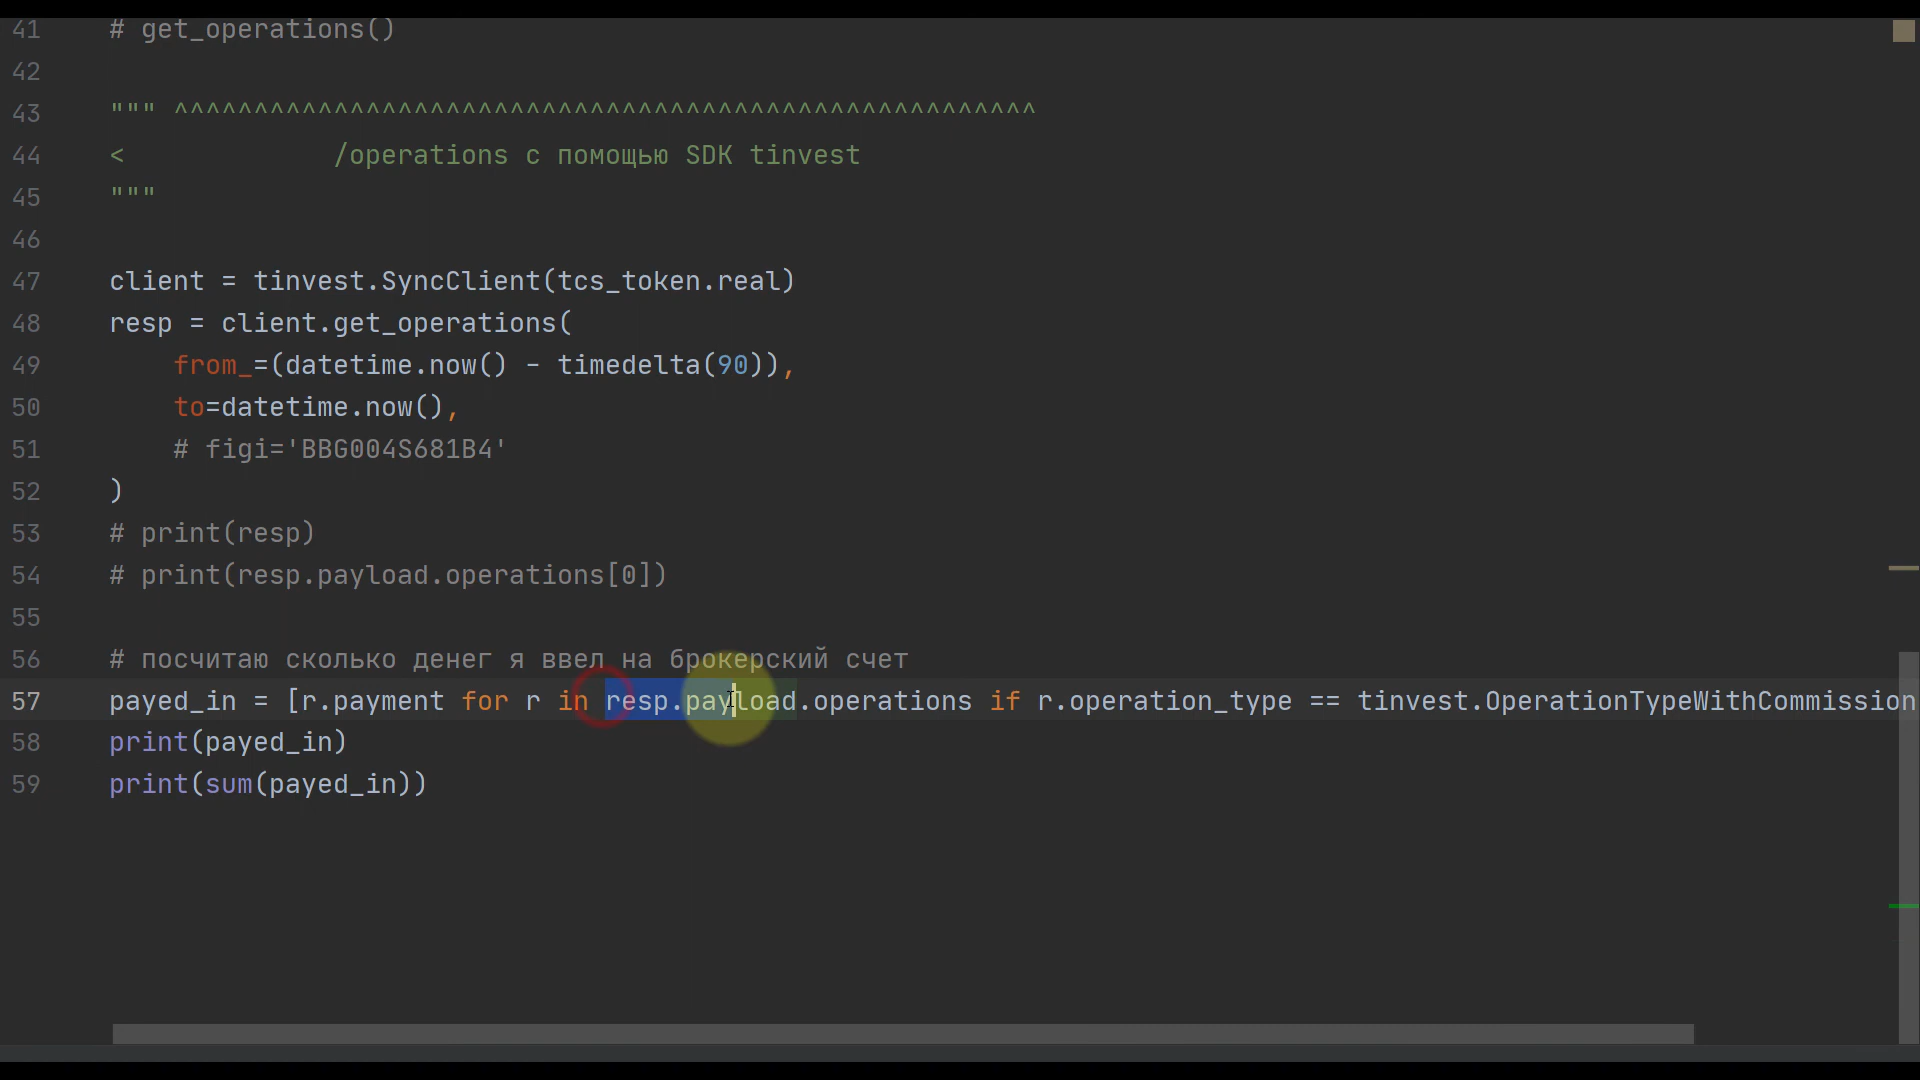 41 # get_operations()
42
43 """ ^^^^^^^^^^^^^^^^^^^^^^^^^^^^^^^^^^^^^^^^^^^^^^^^^^^^^^
44 < /operations с помощью SDK tinvest
45 """
46
47 client = tinvest.SyncClient(tcs_token.real)
48 resp = client.get_operations(
49 from_=(datetime.now() - timedelta(90)),
50 to=datetime.now(),
51 # figi='BBG004S681B4'
52 )
53 # print(resp)
54 # print(resp.payload.operations[0])
55
56 # посчитаю сколько денег я ввел на брокерский счет
57 payed_in = [r.payment for r in resp.payload.operations if r.operation_type == tinvest.OperationTypeWithCommission
58 print(payed_in)
59 print(sum(payed_in))